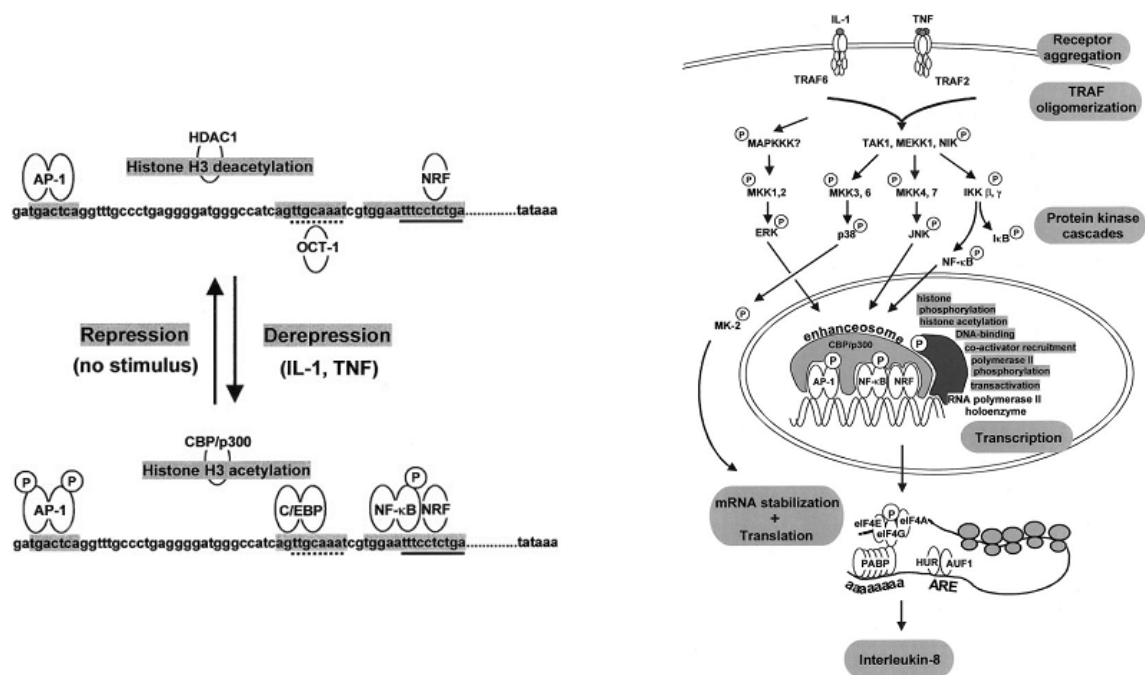 HDAC1
Histone H3 deacetylation
AP-1
NRF
gatgactcaggtttgccctgaggggatgggccatcagttgcaaatcgtggaatttcctctga.............tataaa
OCT-1
Repression
(no stimulus)
Derepression
(IL-1, TNF)
CBP/p300
Histone H3 acetylation
P P
AP-1
C/EBP
P
NF-κB NRF
gatgactcaggtttgccctgaggggatgggccatcagttgcaaatcgtggaatttcctctga.............tataaa
IL-1 TNF
Receptor
aggregation
TRAF6 TRAF2
TRAF
oligomerization
P MAPKKK?
TAK1, MEKK1, NIK P
P MKK1,2
P MKK3, 6
P MKK4, 7
P IKK β, γ
Protein kinase
cascades
ERK P
p38 P
JNK P
IκB P
NF-κB P
MK-2 P
enhanceosome
CBP/p300
P
P P
AP-1 NF-κB NRF
histone
phosphorylation
histone acetylation
DNA-binding
co-activator recruitment
polymerase II
phosphorylation
transactivation
RNA polymerase II
holoenzyme
Transcription
mRNA stabilization
+
Translation
P
eIF4E eIF4A
eIF4G
PABP
HUR AUF1
aaaaaaaa ARE
Interleukin-8